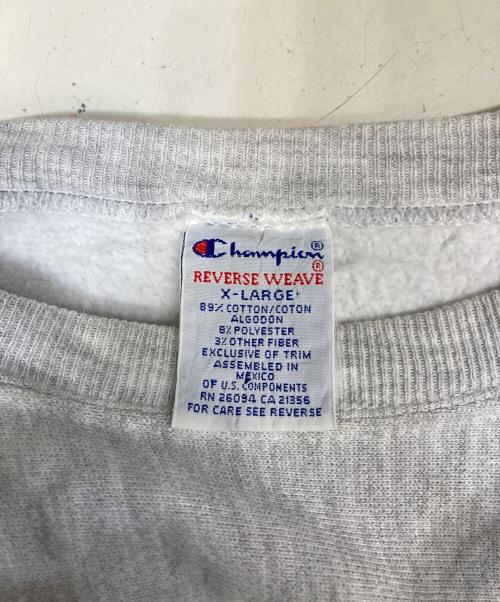 Champion®
REVERSE WEAVE®
X-LARGE
89% COTTON/COTON
ALGODON
8% POLYESTER
3% OTHER FIBER
EXCLUSIVE OF TRIM
ASSEMBLED IN
MEXICO
OF U.S. COMPONENTS
RN 26094 CA 21356
FOR CARE SEE REVERSE